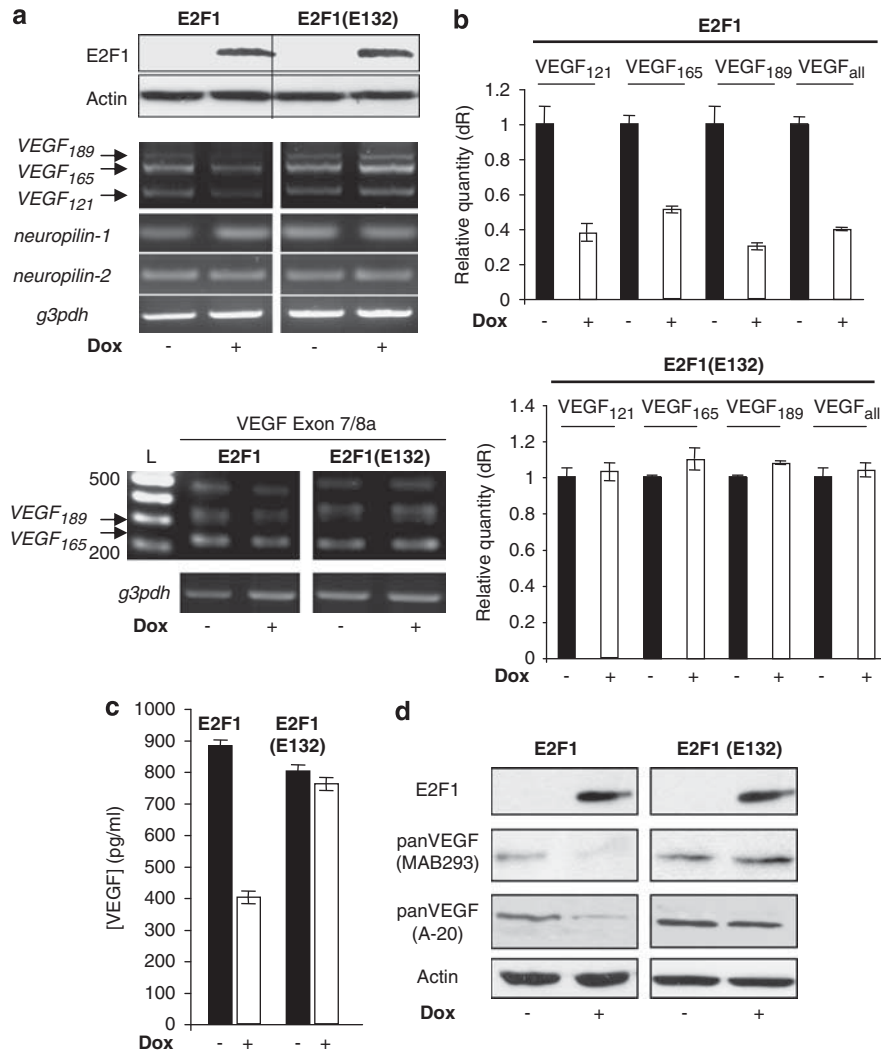 a
E2F1 E2F1(E132)
E2F1
Actin
VEGF189
VEGF165
VEGF121
neuropilin-1
neuropilin-2
g3pdh
Dox - + - +
VEGF Exon 7/8a
L E2F1 E2F1(E132)
500
VEGF189
VEGF165
200
g3pdh
Dox - + - +
b
E2F1
VEGF121 VEGF165 VEGF189 VEGFall
Relative quantity (dR)
1.2
1
0.8
0.6
0.4
0.2
0
Dox - + - + - + - +
E2F1(E132)
VEGF121 VEGF165 VEGF189 VEGFall
Relative quantity (dR)
1.4
1.2
1
0.8
0.6
0.4
0.2
0
Dox - + - + - + - +
c
E2F1 E2F1
(E132)
[VEGF] (pg/ml)
1000
900
800
700
600
500
400
300
200
100
0
Dox - + - +
d
E2F1 E2F1 (E132)
E2F1
panVEGF
(MAB293)
panVEGF
(A-20)
Actin
Dox - + - +